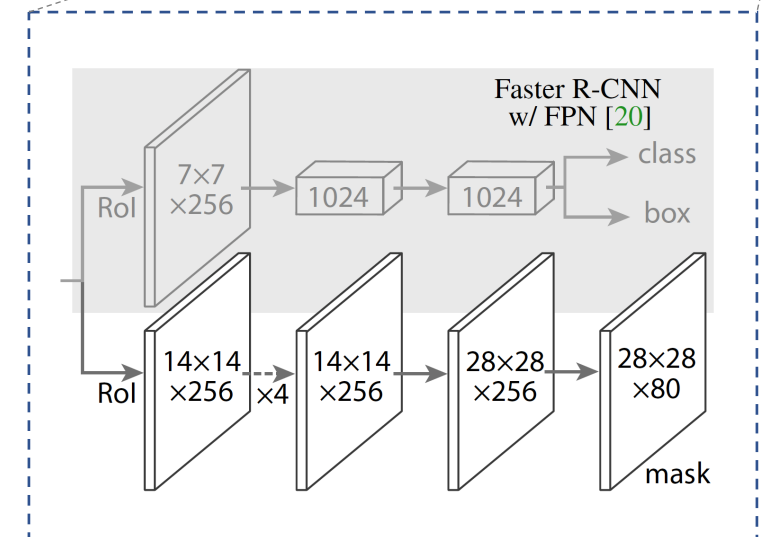 Faster R-CNN
w/ FPN [20]
RoI
7×7
×256
1024
1024
class
box
RoI
14×14
×256
×4
14×14
×256
28×28
×256
28×28
×80
mask